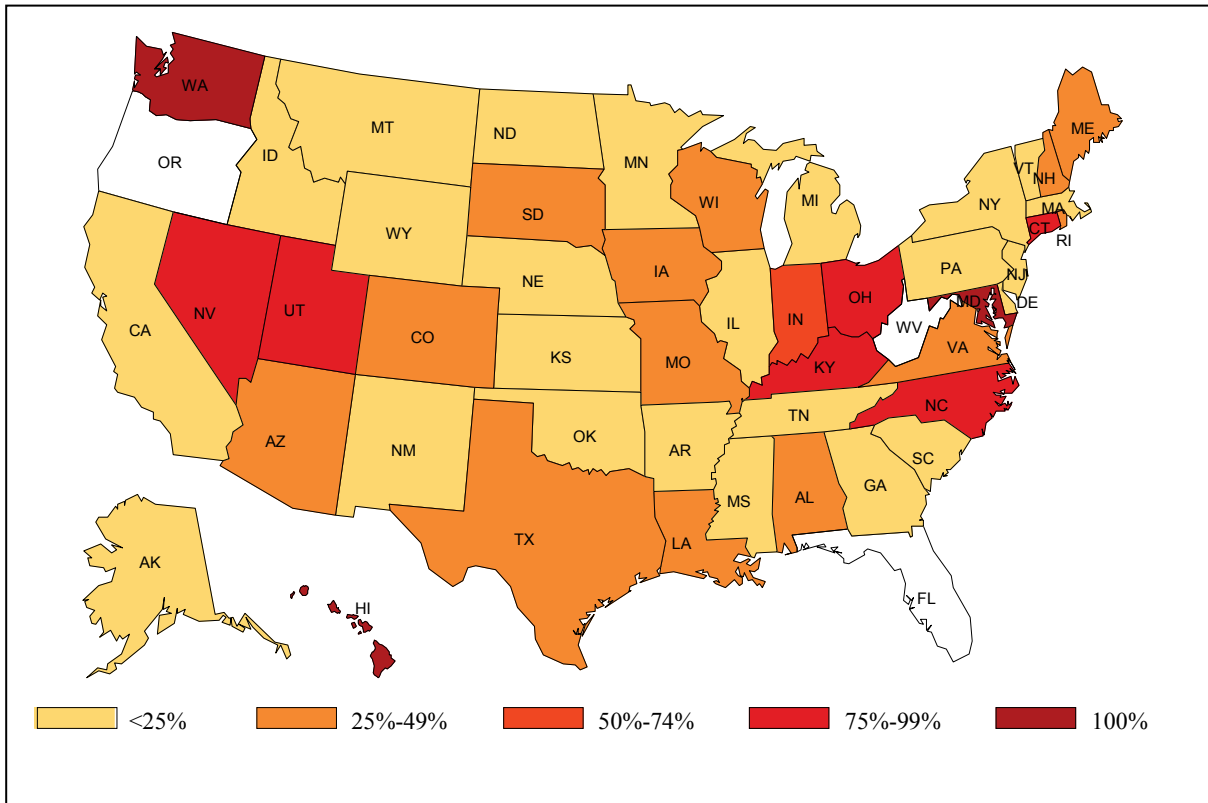 WA
ME
MT
ND
MN
OR
ID
VT
NH
WI
MI
NY
MA
SD
CT
RI
WY
PA
IA
NJ
NE
OH
MD
DE
NV
UT
IL
IN
WV
CA
CO
VA
KS
MO
KY
NC
TN
AZ
OK
NM
AR
SC
GA
MS
AL
TX
LA
AK
FL
HI
<25%
25%-49%
50%-74%
75%-99%
100%